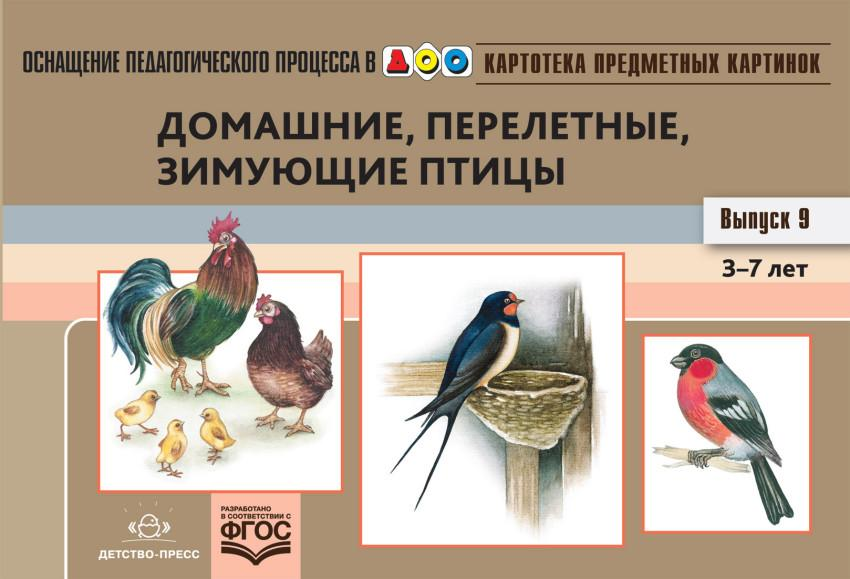 ОСНАЩЕНИЕ ПЕДАГОГИЧЕСКОГО ПРОЦЕССА В ДОО
КАРТОТЕКА ПРЕДМЕТНЫХ КАРТИНОК
ДОМАШНИЕ, ПЕРЕЛЕТНЫЕ,
ЗИМУЮЩИЕ ПТИЦЫ
Выпуск 9
3–7 лет
ДЕТСТВО-ПРЕСС
РАЗРАБОТАНО
В СООТВЕТСТВИИ С
ФГОС